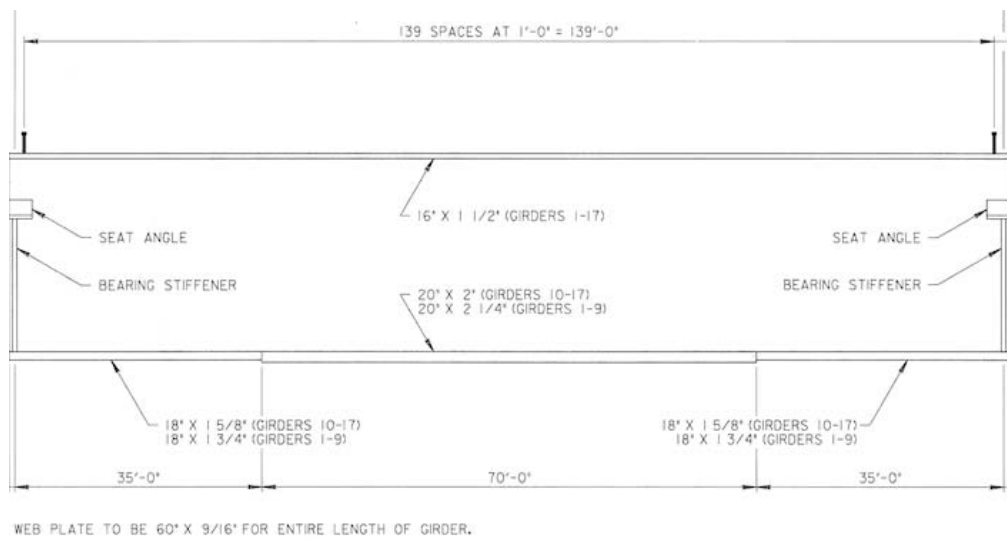 139 SPACES AT 1'-0" = 139'-0"
16" X 1 1/2" (GIRDERS 1-17)
SEAT ANGLE
SEAT ANGLE
BEARING STIFFENER
BEARING STIFFENER
20" X 2" (GIRDERS 10-17)
20" X 2 1/4" (GIRDERS 1-9)
18" X 1 5/8" (GIRDERS 10-17)
18" X 1 3/4" (GIRDERS 1-9)
18" X 1 5/8" (GIRDERS 10-17)
18" X 1 3/4" (GIRDERS 1-9)
35'-0"
70'-0"
35'-0"
WEB PLATE TO BE 60" X 9/16" FOR ENTIRE LENGTH OF GIRDER.